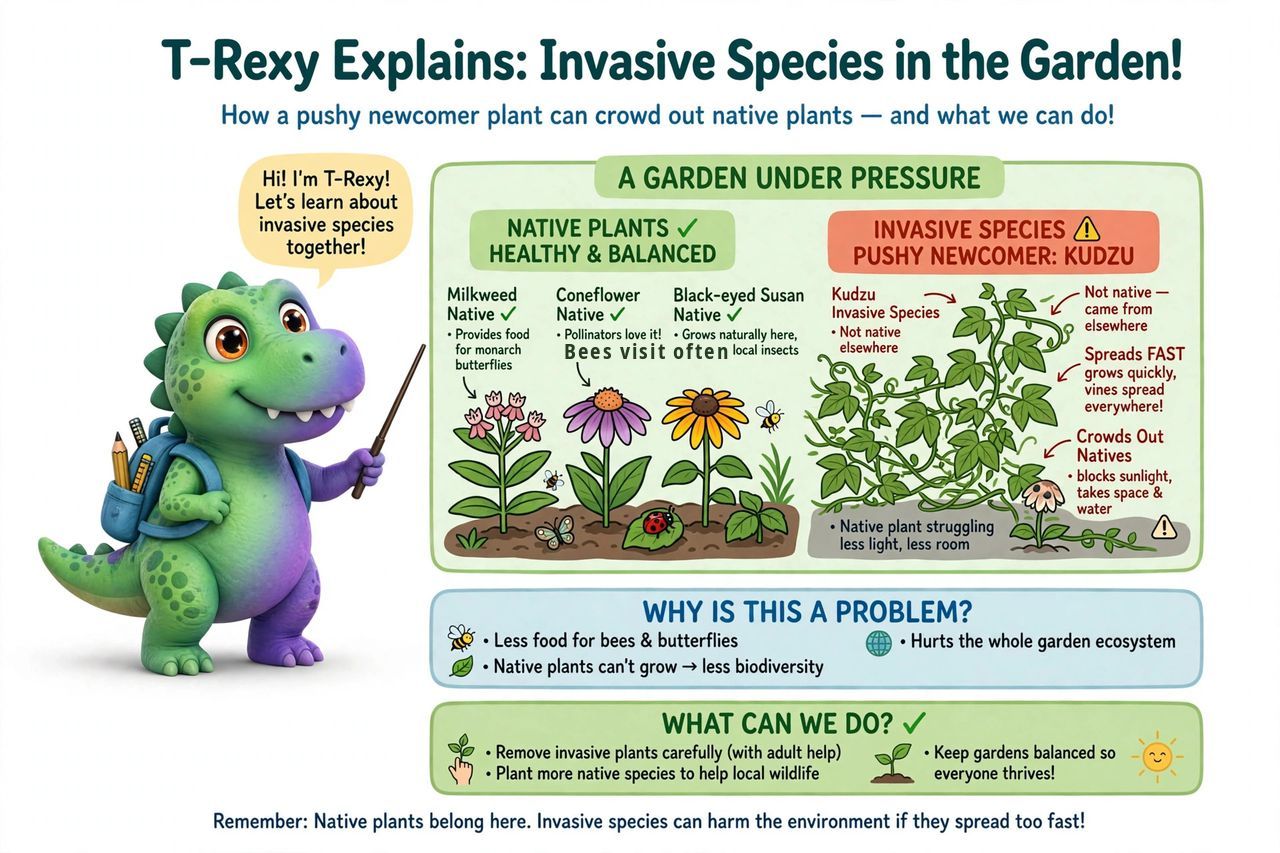 T-Rexy Explains: Invasive Species in the Garden!
How a pushy newcomer plant can crowd out native plants — and what we can do!
Hi! I'm T-Rexy!
Let's learn about
invasive species
together!
A GARDEN UNDER PRESSURE
NATIVE PLANTS ✓
HEALTHY & BALANCED
Milkweed
Native ✓
• Provides food
for monarch
butterflies
Coneflower
Native ✓
• Pollinators love it!
Bees visit often
Black-eyed Susan
Native ✓
• Grows naturally here,
local insects
INVASIVE SPECIES ⚠
PUSHY NEWCOMER: KUDZU
Kudzu
Invasive Species
• Not native
elsewhere
Not native —
came from
elsewhere
Spreads FAST
grows quickly,
vines spread
everywhere!
Crowds Out
Natives
• blocks sunlight,
takes space &
water
• Native plant struggling
less light, less room
WHY IS THIS A PROBLEM?
• Less food for bees & butterflies
• Native plants can't grow → less biodiversity
• Hurts the whole garden ecosystem
WHAT CAN WE DO? ✓
• Remove invasive plants carefully (with adult help)
• Plant more native species to help local wildlife
• Keep gardens balanced so
everyone thrives!
Remember: Native plants belong here. Invasive species can harm the environment if they spread too fast!